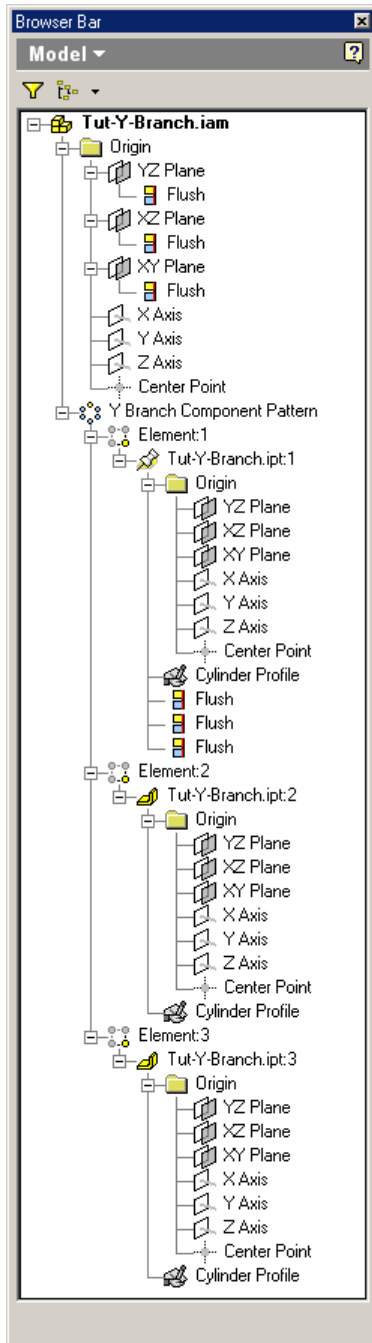 Browser Bar
Model
Tut-Y-Branch.iam
Origin
YZ Plane
Flush
XZ Plane
Flush
XY Plane
Flush
X Axis
Y Axis
Z Axis
Center Point
Y Branch Component Pattern
Element:1
Tut-Y-Branch.ipt:1
Origin
YZ Plane
XZ Plane
XY Plane
X Axis
Y Axis
Z Axis
Center Point
Cylinder Profile
Flush
Flush
Flush
Element:2
Tut-Y-Branch.ipt:2
Origin
YZ Plane
XZ Plane
XY Plane
X Axis
Y Axis
Z Axis
Center Point
Cylinder Profile
Element:3
Tut-Y-Branch.ipt:3
Origin
YZ Plane
XZ Plane
XY Plane
X Axis
Y Axis
Z Axis
Center Point
Cylinder Profile